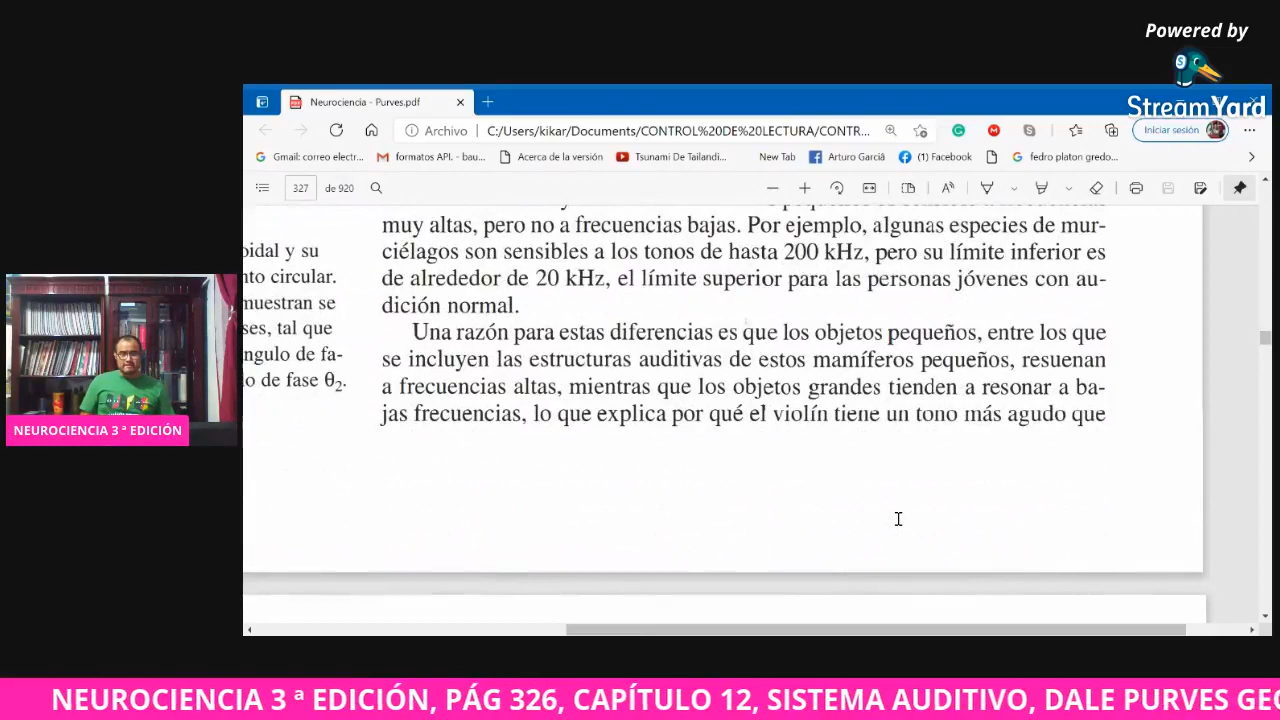 Powered by
StreamYard
Neurociencia - Purves.pdf
Archivo
C:/Users/kikar/Documents/CONTROL%20DE%20LECTURA/CONTR...
Iniciar sesión
Gmail: correo electr...
formatos API. - bau...
Acerca de la versión
Tsunami De Tailandi...
New Tab
Arturo Garciá
(1) Facebook
fedro platon gredo...
327
de 920
muy altas, pero no a frecuencias bajas. Por ejemplo, algunas especies de mur-
ciélagos son sensibles a los tonos de hasta 200 kHz, pero su límite inferior es
de alrededor de 20 kHz, el límite superior para las personas jóvenes con au-
dición normal.
Una razón para estas diferencias es que los objetos pequeños, entre los que
se incluyen las estructuras auditivas de estos mamíferos pequeños, resuenan
a frecuencias altas, mientras que los objetos grandes tienden a resonar a ba-
jas frecuencias, lo que explica por qué el violín tiene un tono más agudo que
oidal y su
nto circular.
muestran se
ses, tal que
ngulo de fa-
lo de fase θ2.
NEUROCIENCIA 3 ª EDICIÓN
NEUROCIENCIA 3 ª EDICIÓN, PÁG 326, CAPÍTULO 12, SISTEMA AUDITIVO, DALE PURVES GEO